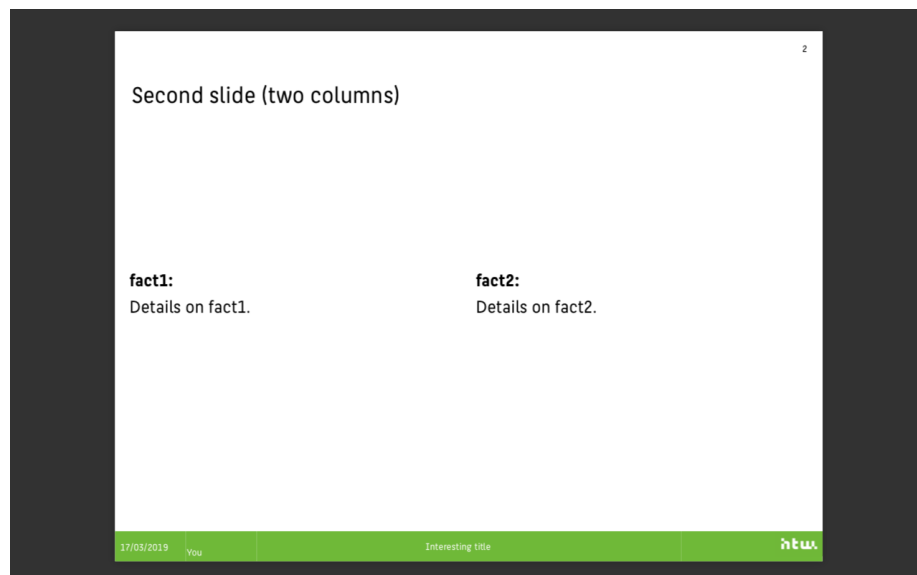 2
Second slide (two columns)
fact1:
Details on fact1.
fact2:
Details on fact2.
17/03/2019
You
Interesting title
htw.